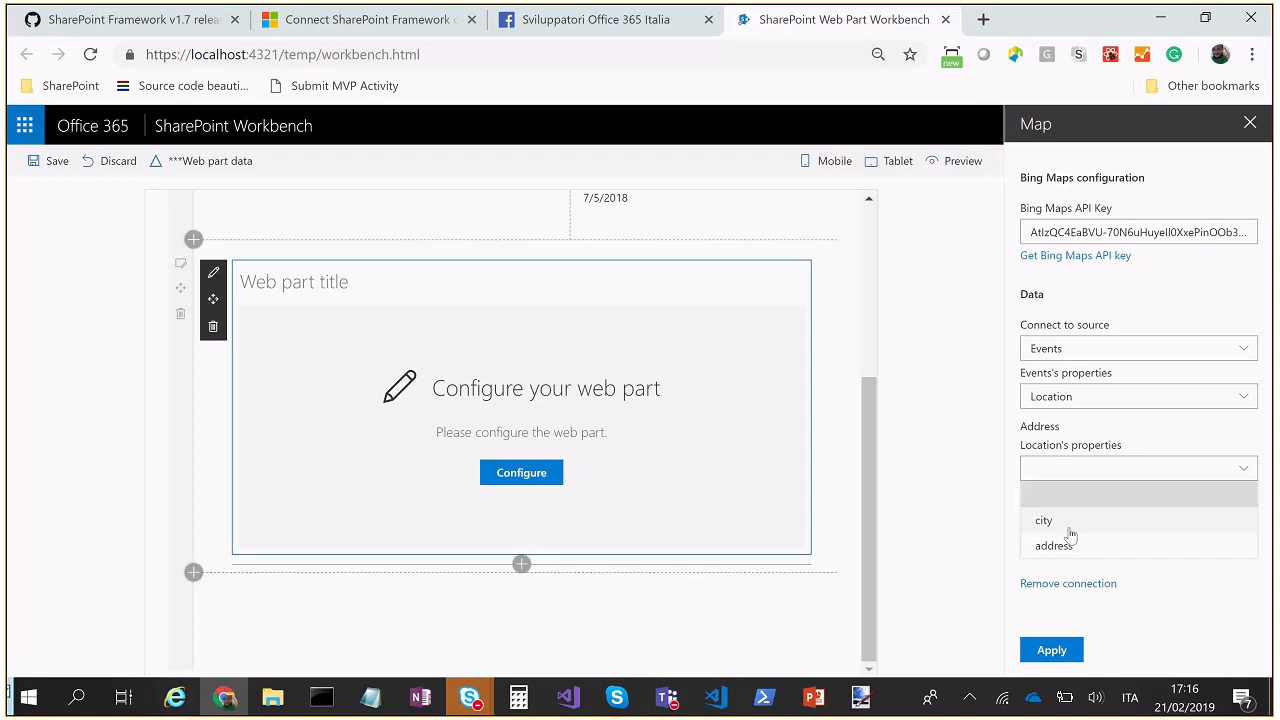 SharePoint Framework v1.7 relea
Connect SharePoint Framework c
Sviluppatori Office 365 Italia
SharePoint Web Part Workbench
https://localhost:4321/temp/workbench.html
new
G
S
G
SharePoint
Source code beauti...
Submit MVP Activity
Other bookmarks
Office 365
SharePoint Workbench
Map
Save
Discard
***Web part data
Mobile
Tablet
Preview
7/5/2018
Web part title
Configure your web part
Please configure the web part.
Configure
Bing Maps configuration
Bing Maps API Key
Get Bing Maps API key
Data
Connect to source
Events
Events's properties
Location
Address
Location's properties
city
address
Remove connection
Apply
ITA
17:16
21/02/2019
7